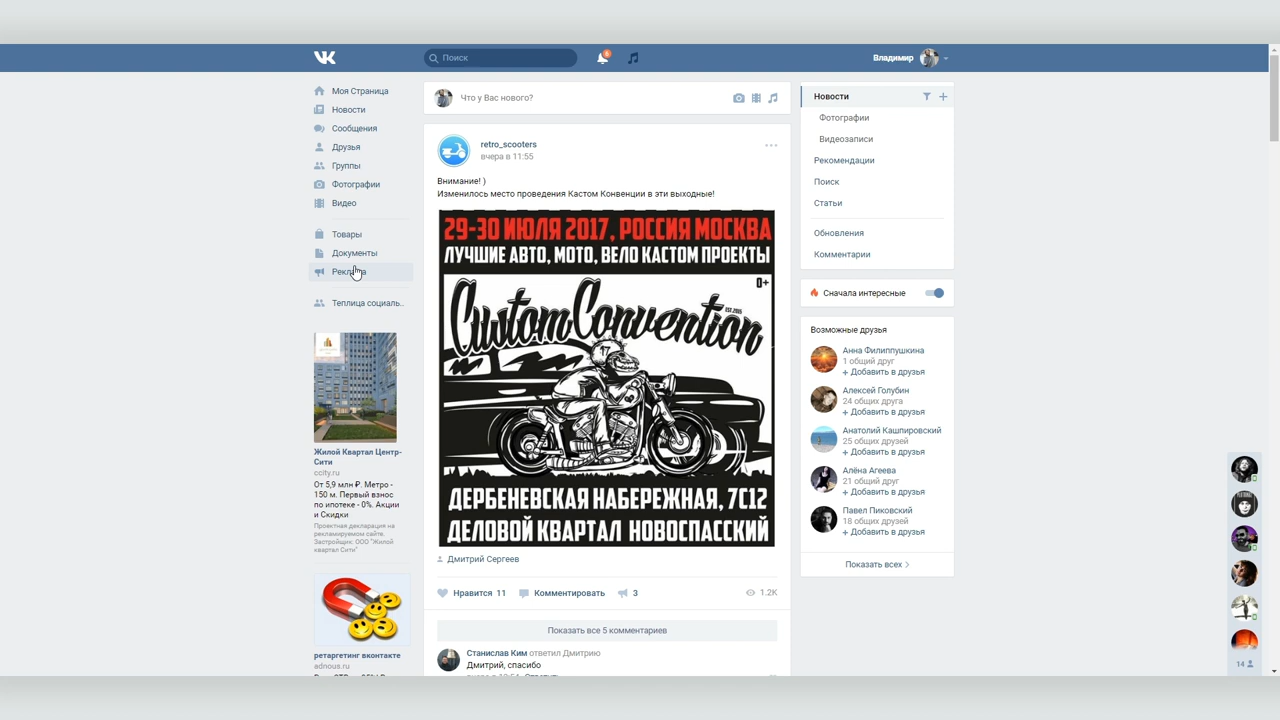 Поиск
6
Владимир
Моя Страница
Новости
Сообщения
Друзья
Группы
Фотографии
Видео
Товары
Документы
Реклама
Теплица социаль..
Жилой Квартал Центр-
Сити
ccity.ru
От 5,9 млн ₽. Метро -
150 м. Первый взнос
по ипотеке - 0%. Акции
и Скидки
Проектная декларация на
рекламируемом сайте.
Застройщик: ООО "Жилой
квартал Сити"
ретаргетинг вконтакте
adnous.ru
Что у Вас нового?
retro_scooters
вчера в 11:55
Внимание! )
Изменилось место проведения Кастом Конвенции в эти выходные!
29-30 ИЮЛЯ 2017, РОССИЯ МОСКВА
ЛУЧШИЕ АВТО, МОТО, ВЕЛО КАСТОМ ПРОЕКТЫ
0+
Custom Convention
EST.2015
17
ДЕРБЕНЕВСКАЯ НАБЕРЕЖНАЯ, 7С12
ДЕЛОВОЙ КВАРТАЛ НОВОСПАССКИЙ
Дмитрий Сергеев
Нравится 11
Комментировать
3
1.2K
Показать все 5 комментариев
Станислав Ким ответил Дмитрию
Дмитрий, спасибо
Новости
Фотографии
Видеозаписи
Рекомендации
Поиск
Статьи
Обновления
Комментарии
Сначала интересные
Возможные друзья
Анна Филиппушкина
1 общий друг
+ Добавить в друзья
Алексей Голубин
24 общих друга
+ Добавить в друзья
Анатолий Кашпировский
25 общих друзей
+ Добавить в друзья
Алёна Агеева
21 общий друг
+ Добавить в друзья
Павел Пиковский
18 общих друзей
+ Добавить в друзья
Показать всех
14